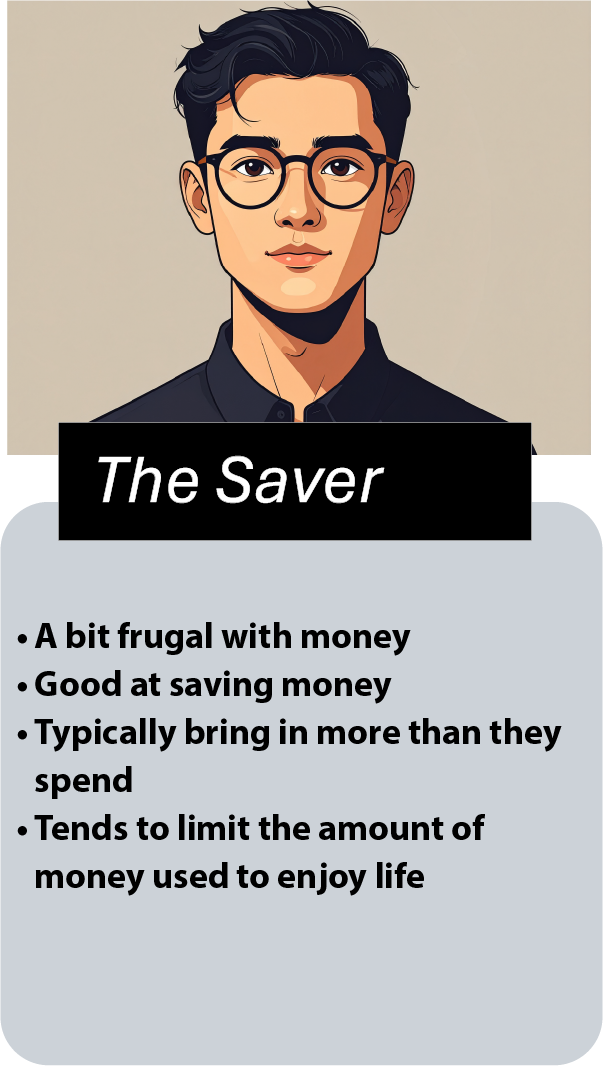 The Saver
• A bit frugal with money
• Good at saving money
• Typically bring in more than they
spend
• Tends to limit the amount of
money used to enjoy life